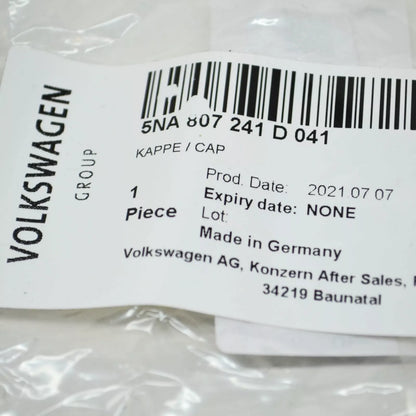 VOLKSWAGEN
GROUP
5NA 807 241 D 041
KAPPE / CAP
1
Piece
Prod. Date: 2021 07 07
Expiry date: NONE
Lot:
Made in Germany
Volkswagen AG, Konzern After Sales,
34219 Baunatal